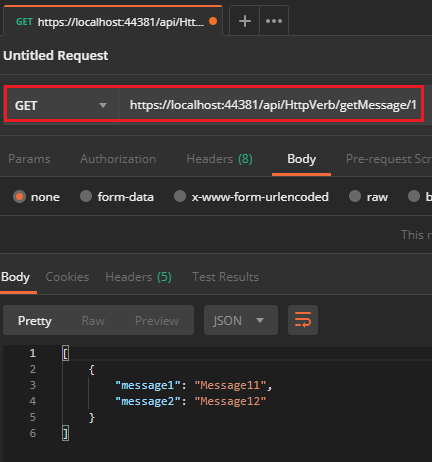 GET https://localhost:44381/api/Htt...
Untitled Request
GET https://localhost:44381/api/HttpVerb/getMessage/1
Params Authorization Headers (8) Body Pre-request Scr
none form-data x-www-form-urlencoded raw b
This r
Body Cookies Headers (5) Test Results
Pretty Raw Preview JSON
1 [
2 {
3 "message1": "Message11",
4 "message2": "Message12"
5 }
6 ]